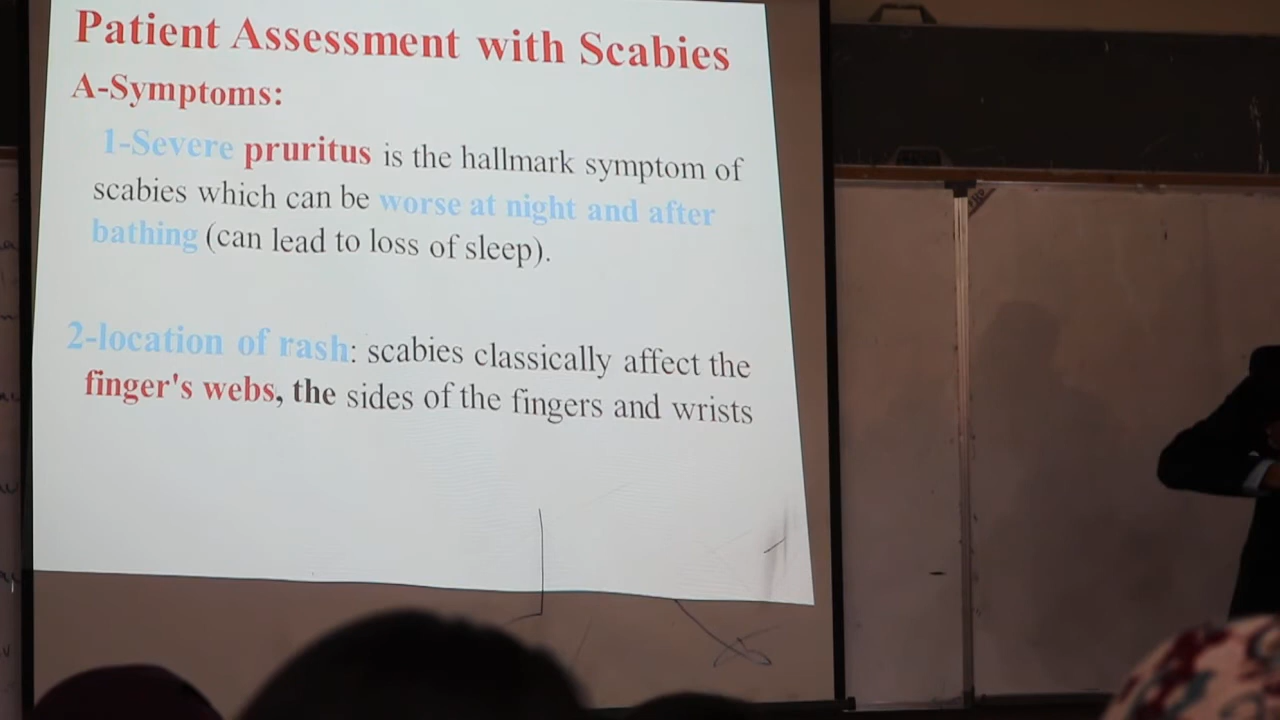 Patient Assessment with Scabies
A-Symptoms:
1-Severe pruritus is the hallmark symptom of
scabies which can be worse at night and after
bathing (can lead to loss of sleep).
2-location of rash: scabies classically affect the
finger's webs, the sides of the fingers and wrists